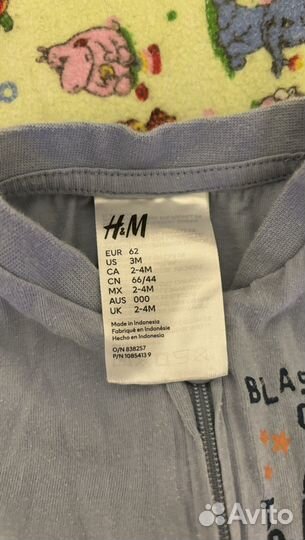 H&M
EUR 62
US 3M
CA 2-4M
CN 66/44
MX 2-4M
AUS 000
UK 2-4M
Made in Indonesia
Fabriqué en Indonésie
Hecho en Indonesia
O/N 838257
P/N 1085413 9
BLAS
Avito